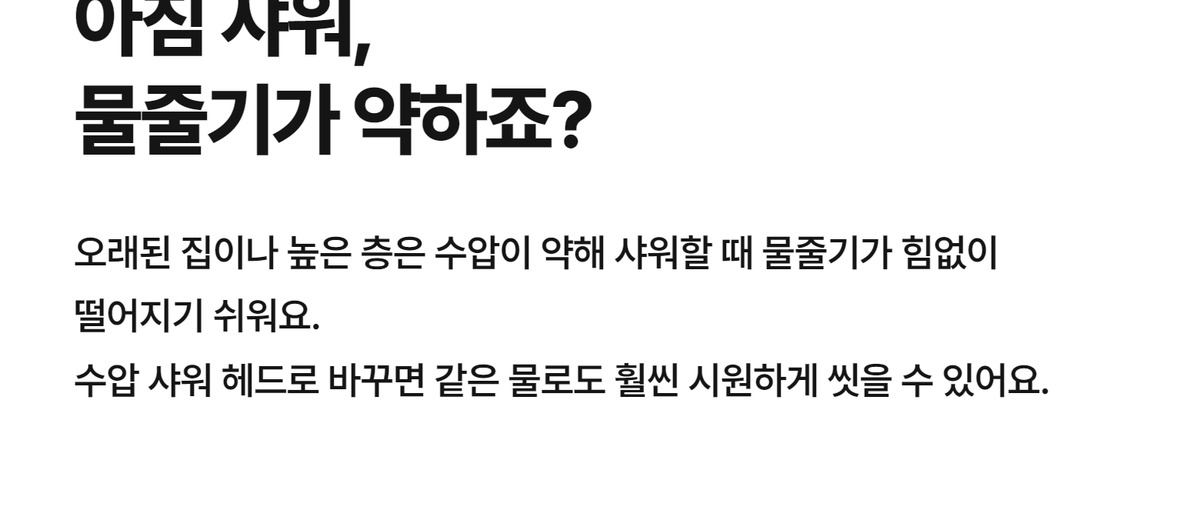 아침 샤워,
물줄기가 약하죠?
오래된 집이나 높은 층은 수압이 약해 샤워할 때 물줄기가 힘없이
떨어지기 쉬워요.
수압 샤워 헤드로 바꾸면 같은 물로도 훨씬 시원하게 씻을 수 있어요.